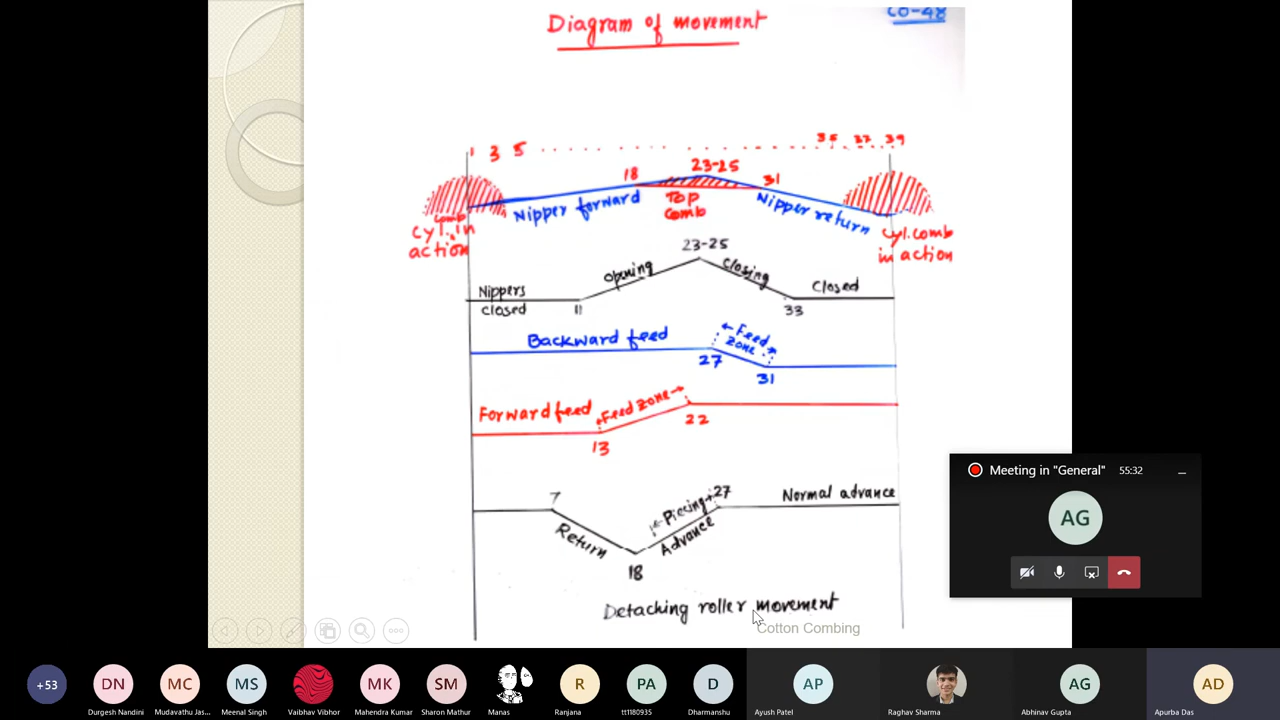 Diagram of movement
CO-48
1 3 5 35 37 39
18 23-25 31
Nipper forward Top comb Nipper return
comb
cyl. in action
cyl. comb in action
23-25
Nippers closed opening closing closed
11 33
Backward feed ← Feed zone →
27 31
Forward feed ← Feed zone →
13 22
7 27 Normal advance
Return ← Piecing →
Advance
18
Detaching roller movement
Cotton Combing
Meeting in "General" 55:32
AG
+53 DN MC MS MK SM R PA D AP AG AD
Durgesh Nandini Mudavathu Jas... Meenal Singh Vaibhav Vibhor Mahendra Kumar Sharon Mathur Manas Ranjana tt1180935 Dharmanshu Ayush Patel Raghav Sharma Abhinav Gupta Apurba Das